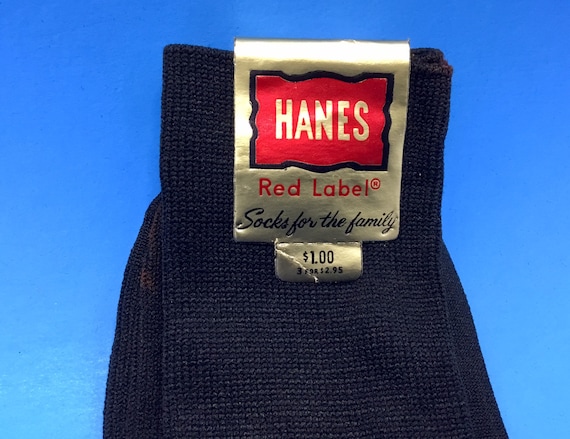 HANES
Red Label®
Socks for the family
$1.00
3 FOR $2.95